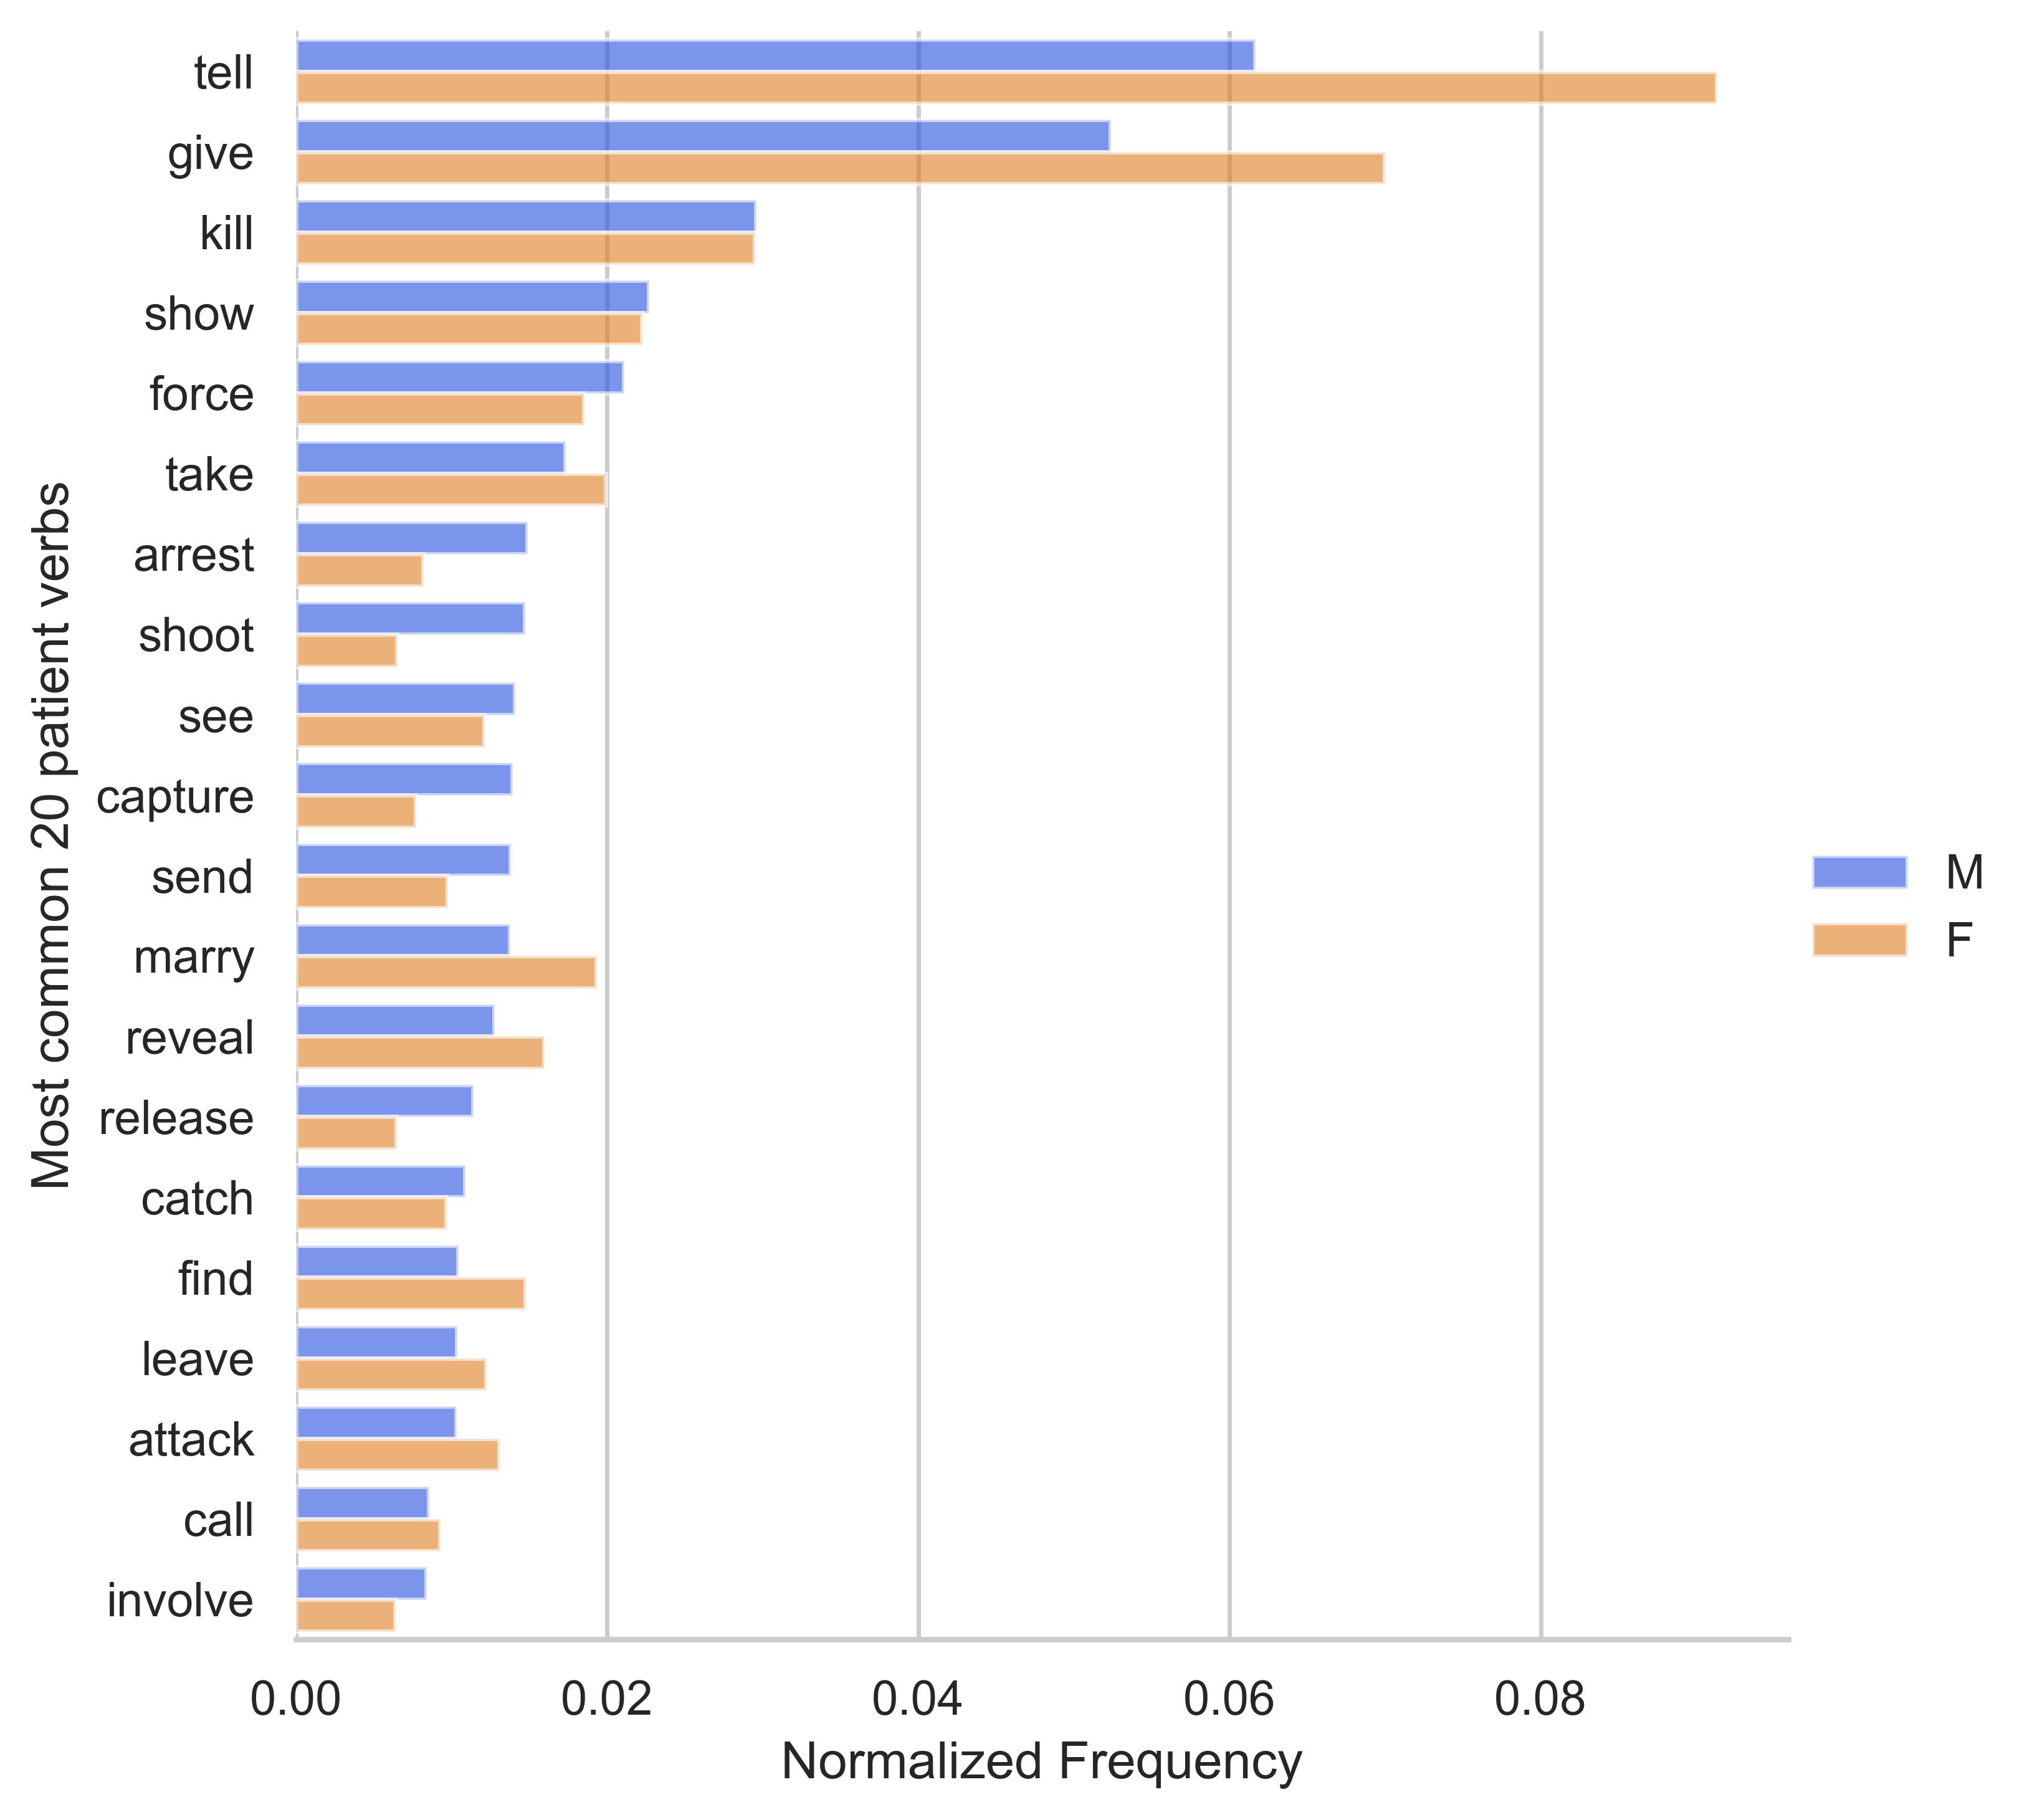 Most common 20 patient verbs
tell
give
kill
show
force
take
arrest
shoot
see
capture
send
marry
reveal
release
catch
find
leave
attack
call
involve
0.00 0.02 0.04 0.06 0.08
Normalized Frequency
M
F